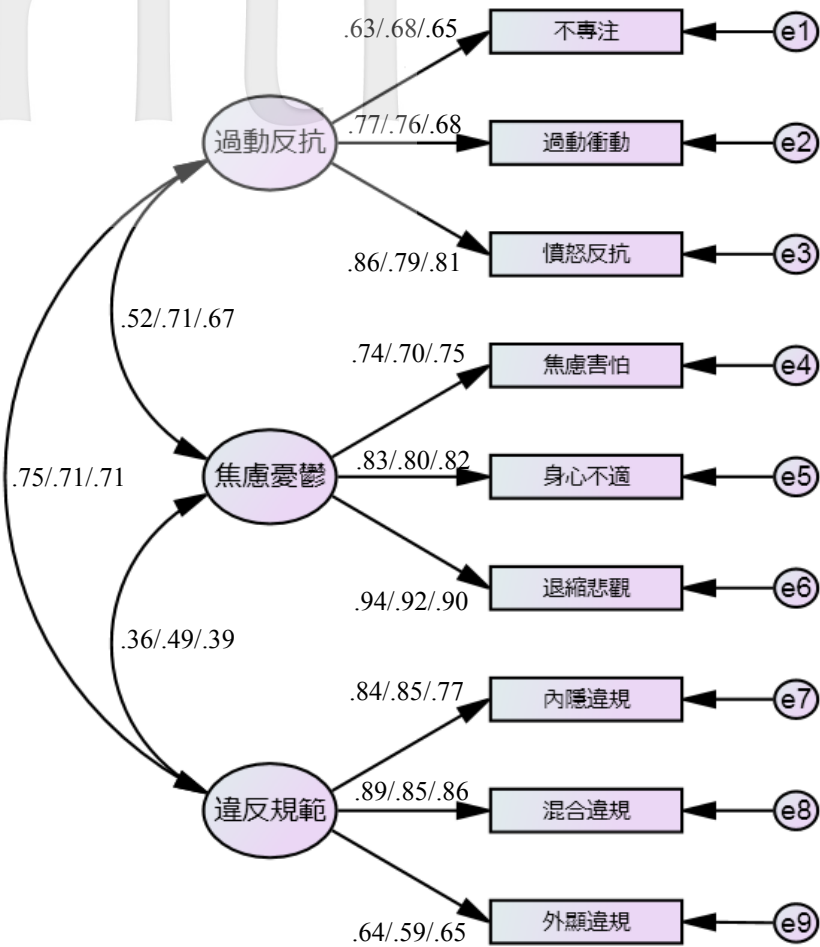 .63/.68/.65
不專注
e1
過動反抗
.77/.76/.68
過動衝動
e2
.86/.79/.81
憤怒反抗
e3
.52/.71/.67
.74/.70/.75
焦慮害怕
e4
.75/.71/.71
焦慮憂鬱
.83/.80/.82
身心不適
e5
.94/.92/.90
退縮悲觀
e6
.36/.49/.39
.84/.85/.77
內隱違規
e7
違反規範
.89/.85/.86
混合違規
e8
.64/.59/.65
外顯違規
e9